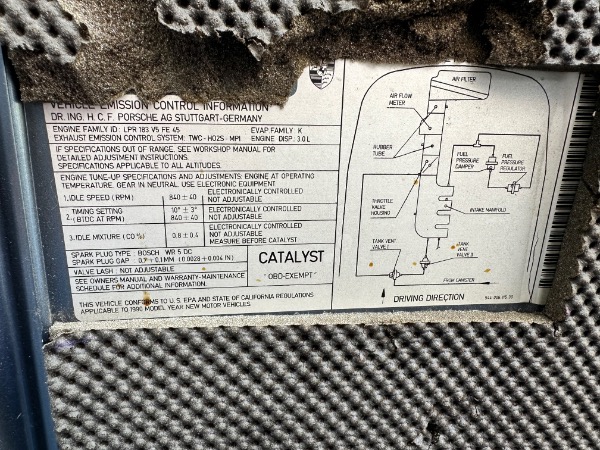 VEHICLE EMISSION CONTROL INFORMATION
DR. ING. H. C. F. PORSCHE AG STUTTGART-GERMANY
ENGINE FAMILY ID: LPR 183 V5 FE 45 EVAP. FAMILY: K
EXHAUST EMISSION CONTROL SYSTEM: TWC-HO2S-MPI ENGINE DISP: 3.0 L
IF SPECIFICATIONS OUT OF RANGE. SEE WORKSHOP MANUAL FOR
DETAILED ADJUSTMENT INSTRUCTIONS.
SPECIFICATIONS APPLICABLE TO ALL ALTITUDES.
ENGINE TUNE-UP SPECIFICATIONS AND ADJUSTMENTS: ENGINE AT OPERATING
TEMPERATURE. GEAR IN NEUTRAL. USE ELECTRONIC EQUIPMENT
1. IDLE SPEED (RPM) 840 ± 40 ELECTRONICALLY CONTROLLED
NOT ADJUSTABLE
2. TIMING SETTING 10° ± 3° ELECTRONICALLY CONTROLLED
(BTDC AT RPM) 840 ± 40 NOT ADJUSTABLE
3. IDLE MIXTURE (CO %) 0.8 ± 0.4 ELECTRONICALLY CONTROLLED
NOT ADJUSTABLE
MEASURE BEFORE CATALYST
SPARK PLUG TYPE: BOSCH WR 5 DC
SPARK PLUG GAP: 0.7 + 0.1MM (0.0028 + 0.004 IN)
VALVE LASH: NOT ADJUSTABLE
SEE OWNERS MANUAL AND WARRANTY-MAINTENANCE
SCHEDULE FOR ADDITIONAL INFORMATION.
CATALYST
"OBD-EXEMPT"
THIS VEHICLE CONFORMS TO U.S. EPA AND STATE OF CALIFORNIA REGULATIONS
APPLICABLE TO 1990 MODEL YEAR NEW MOTOR VEHICLES.
AIR FILTER
AIR FLOW
METER
RUBBER
TUBE
FUEL
PRESSURE
DAMPER
FUEL
PRESSURE
REGULATOR
THROTTLE
VALVE
HOUSING
INTAKE MANIFOLD
TANK VENT
VALVE 1
TANK
VENT
VALVE 2
FROM CANISTER
DRIVING DIRECTION